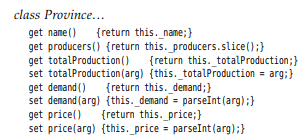 class Province…
get name()    {return this._name;}
get producers() {return this._producers.slice();}
get totalProduction()    {return this._totalProduction;}
set totalProduction(arg) {this._totalProduction = arg;}
get demand()    {return this._demand;}
set demand(arg) {this._demand = parseInt(arg);}
get price()    {return this._price;}
set price(arg) {this._price = parseInt(arg);}